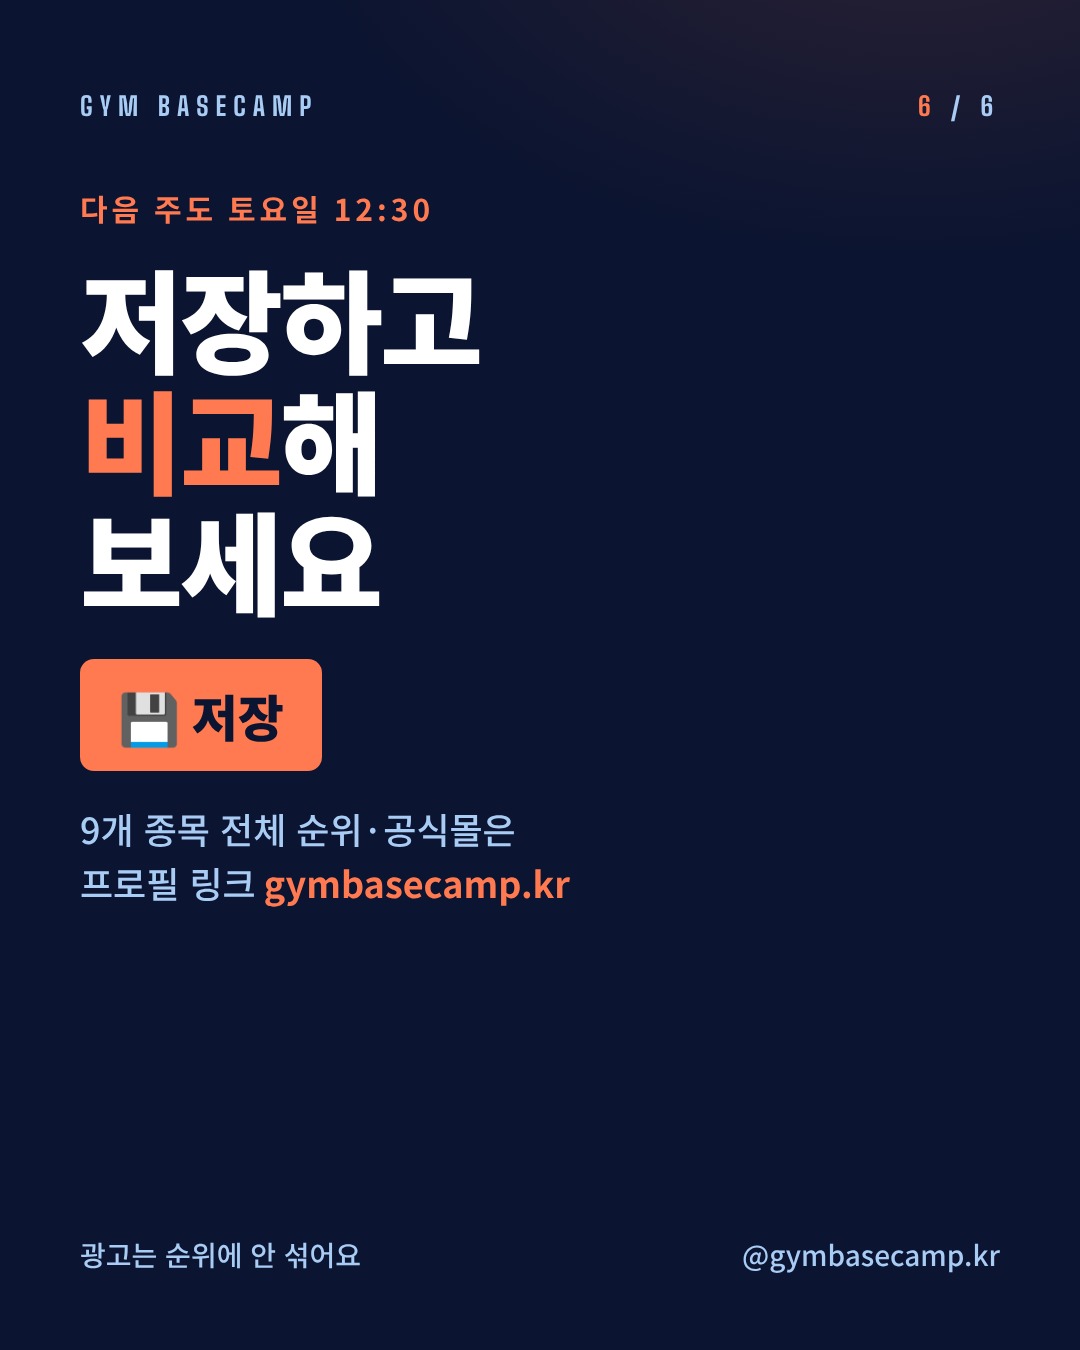 GYM BASECAMP
6 / 6
다음 주도 토요일 12:30
저장하고
비교해
보세요
💾 저장
9개 종목 전체 순위·공식몰은
프로필 링크 gymbasecamp.kr
광고는 순위에 안 섞어요
@gymbasecamp.kr